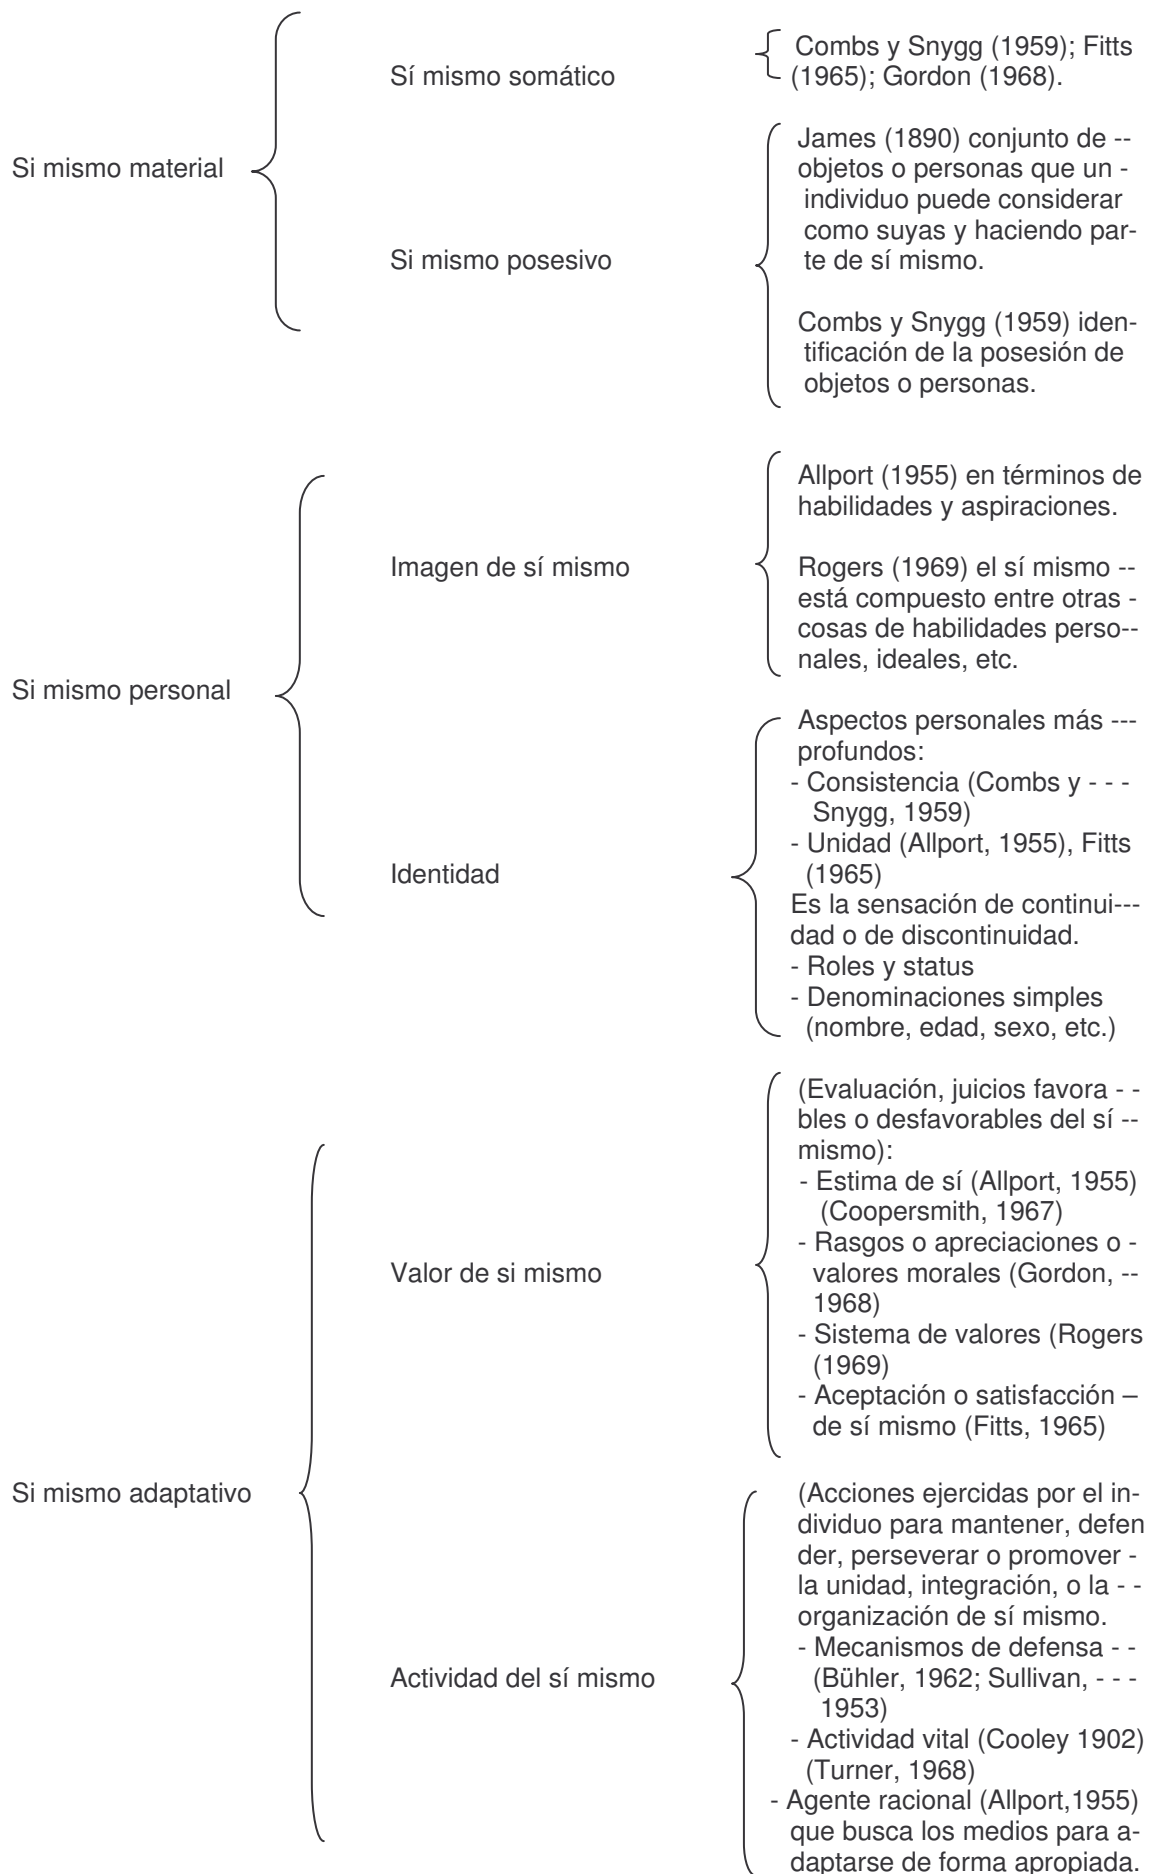 Sí mismo somático
Combs y Snygg (1959); Fitts
(1965); Gordon (1968).
Si mismo material
Si mismo posesivo
James (1890) conjunto de --
objetos o personas que un -
individuo puede considerar
como suyas y haciendo par-
te de sí mismo.
Combs y Snygg (1959) iden-
tificación de la posesión de
objetos o personas.
Si mismo personal
Imagen de sí mismo
Allport (1955) en términos de
habilidades y aspiraciones.
Rogers (1969) el sí mismo --
está compuesto entre otras -
cosas de habilidades perso--
nales, ideales, etc.
Identidad
Aspectos personales más ---
profundos:
- Consistencia (Combs y - - -
Snygg, 1959)
- Unidad (Allport, 1955), Fitts
(1965)
Es la sensación de continui---
dad o de discontinuidad.
- Roles y status
- Denominaciones simples
(nombre, edad, sexo, etc.)
Si mismo adaptativo
Valor de si mismo
(Evaluación, juicios favora - -
bles o desfavorables del sí --
mismo):
- Estima de sí (Allport, 1955)
(Coopersmith, 1967)
- Rasgos o apreciaciones o -
valores morales (Gordon, --
1968)
- Sistema de valores (Rogers
(1969)
- Aceptación o satisfacción –
de sí mismo (Fitts, 1965)
Actividad del sí mismo
(Acciones ejercidas por el in-
dividuo para mantener, defen
der, perseverar o promover -
la unidad, integración, o la - -
organización de sí mismo.
- Mecanismos de defensa - -
(Bühler, 1962; Sullivan, - - -
1953)
- Actividad vital (Cooley 1902)
(Turner, 1968)
- Agente racional (Allport,1955)
que busca los medios para a-
daptarse de forma apropiada.